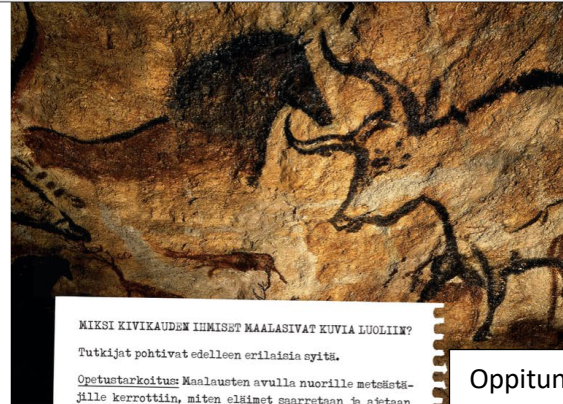 MIKSI KIVIKAUDEN IHMISET MAALASIVAT KUVIA LUOLIIN?
Tutkijat pohtivat edelleen erilaisia syitä.
Opetustarkoitus: Maalausten avulla nuorille metsästä-
jille kerrottiin, miten eläimet saarretaan ja ajetaan
Oppitun